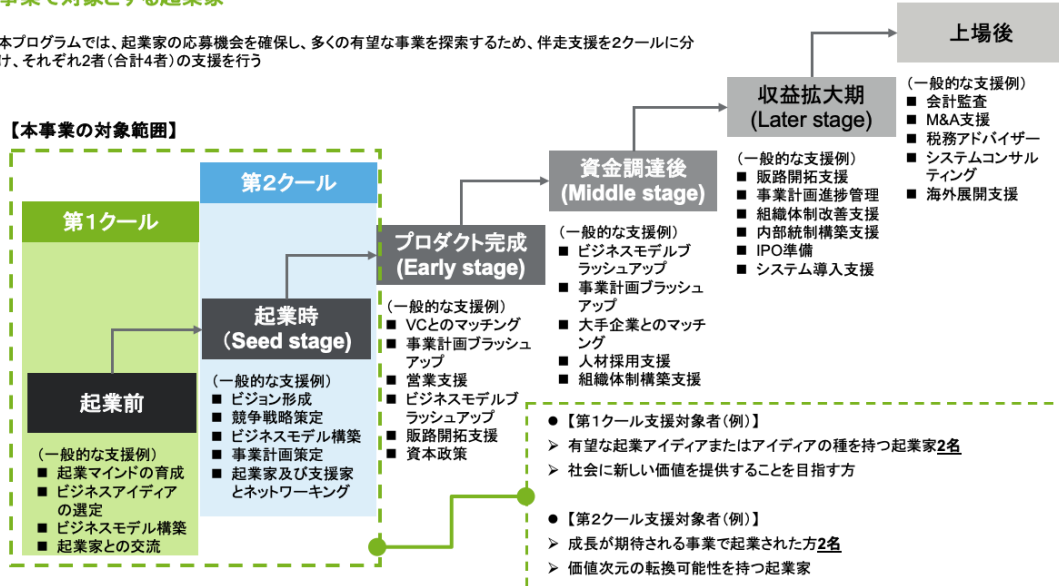 事業で対象とする起業家
本プログラムでは、起業家の応募機会を確保し、多くの有望な事業を探索するため、伴走支援を2クールに分
け、それぞれ2者(合計4者)の支援を行う
【本事業の対象範囲】
第1クール
起業前
(一般的な支援例)
■ 起業マインドの育成
■ ビジネスアイディア
の選定
■ ビジネスモデル構築
■ 起業家との交流
第2クール
起業時
(Seed stage)
(一般的な支援例)
■ ビジョン形成
■ 競争戦略策定
■ ビジネスモデル構築
■ 事業計画策定
■ 起業家及び支援家
とネットワーキング
プロダクト完成
(Early stage)
(一般的な支援例)
■ VCとのマッチング
■ 事業計画ブラッシュ
アップ
■ 営業支援
■ ビジネスモデルブ
ラッシュアップ
■ 販路開拓支援
■ 資本政策
資金調達後
(Middle stage)
(一般的な支援例)
■ ビジネスモデルブ
ラッシュアップ
■ 事業計画ブラッシュ
アップ
■ 大手企業とのマッチ
ング
■ 人材採用支援
■ 組織体制構築支援
収益拡大期
(Later stage)
(一般的な支援例)
■ 販路開拓支援
■ 事業計画進捗管理
■ 組織体制改善支援
■ 内部統制構築支援
■ IPO準備
■ システム導入支援
上場後
(一般的な支援例)
■ 会計監査
■ M&A支援
■ 税務アドバイザー
■ システムコンサル
ティング
■ 海外展開支援
● 【第1クール支援対象者(例)】
➢ 有望な起業アイディアまたはアイディアの種を持つ起業家2名
➢ 社会に新しい価値を提供することを目指す方
● 【第2クール支援対象者(例)】
➢ 成長が期待される事業で起業された方2名
➢ 価値次元の転換可能性を持つ起業家